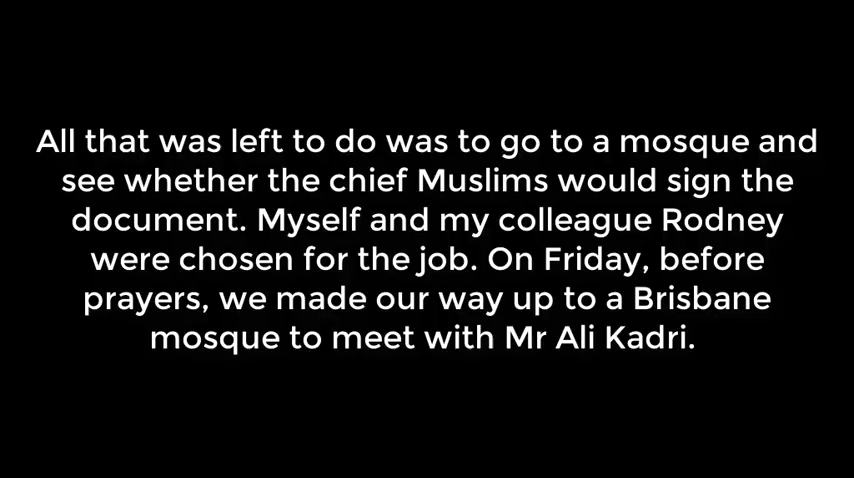 All that was left to do was to go to a mosque and
see whether the chief Muslims would sign the
document. Myself and my colleague Rodney
were chosen for the job. On Friday, before
prayers, we made our way up to a Brisbane
mosque to meet with Mr Ali Kadri.